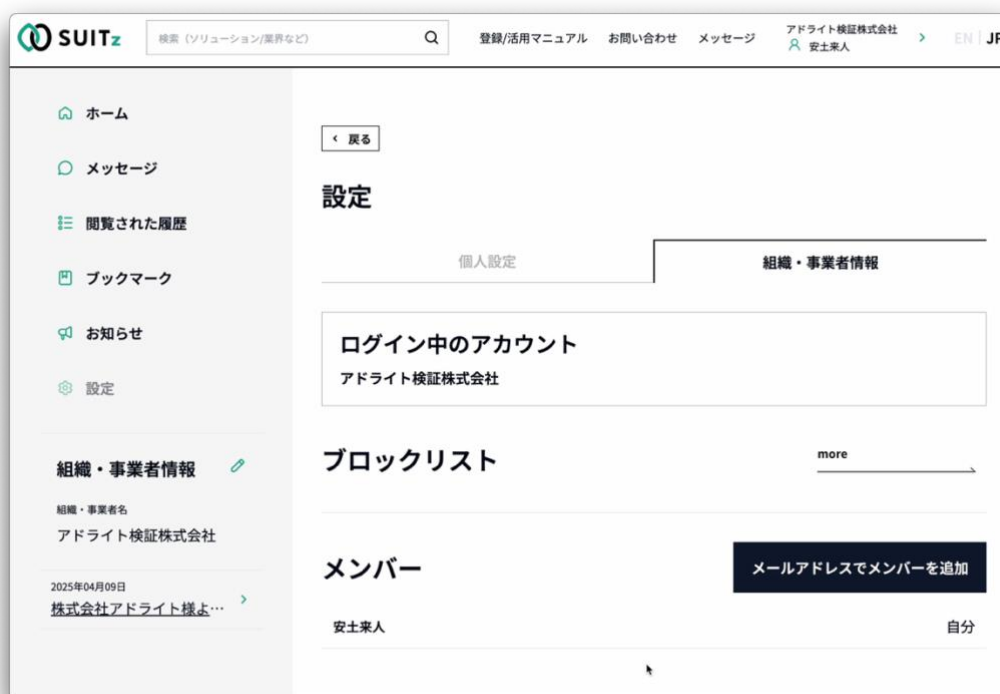 SUITz
検索（ソリューション/業界など）
登録/活用マニュアル
お問い合わせ
メッセージ
アドライト検証株式会社
安土来人
EN
ホーム
メッセージ
閲覧された履歴
ブックマーク
お知らせ
設定
組織・事業者情報
組織・事業者名
アドライト検証株式会社
2025年04月09日
株式会社アドライト様よ…
戻る
設定
個人設定
組織・事業者情報
ログイン中のアカウント
アドライト検証株式会社
ブロックリスト
more
メンバー
メールアドレスでメンバーを追加
安土来人
自分